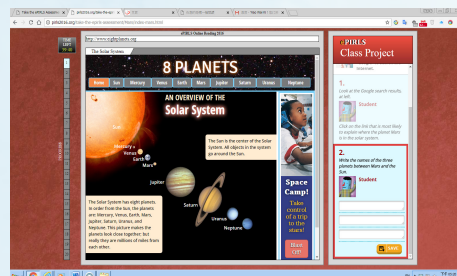 ePIRLS Online Reading 2016
http://www.eightplanets.org
The Solar System
8 PLANETS
Home Sun Mercury Venus Earth Mars Jupiter Saturn Uranus Neptune
AN OVERVIEW OF THE
Solar System
Sun
Mercury
Venus
Earth
Mars
Jupiter
Saturn
Uranus
Neptune
The Sun is the center of the Solar
System. All objects in the system
go around the Sun.
The Solar System has eight planets.
In order from the Sun, the planets
are: Mercury, Venus, Earth, Mars,
Jupiter, Saturn, Uranus, and
Neptune. This picture makes the
planets look close together, but
really they are millions of miles from
each other.
Space
Camp!
Take
control
of a trip
to the
stars!
Blast
Off!
TIME
LEFT
ePIRLS
Class Project
Internet.
1.
Look at the Google search results
at left.
Student
Click on the link that is most likely
to explain where the planet Mars
is in the solar system.
2.
Write the names of the three
planets between Mars and the
Sun.
Student
SAVE